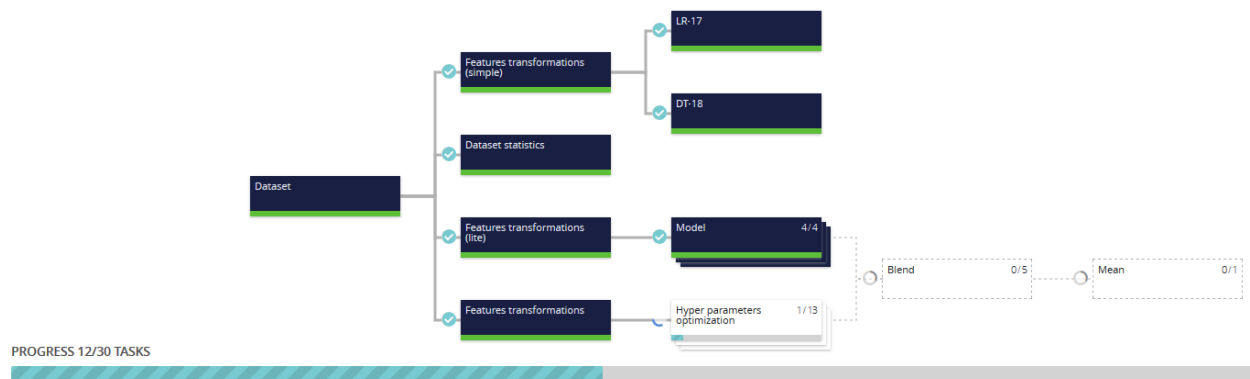 LR-17
Features transformations
(simple)
DT-18
Dataset statistics
Dataset
Features transformations
(lite)
Model 4/4
Blend 0/5
Mean 0/1
Features transformations
Hyper parameters 1/13
optimization
PROGRESS 12/30 TASKS